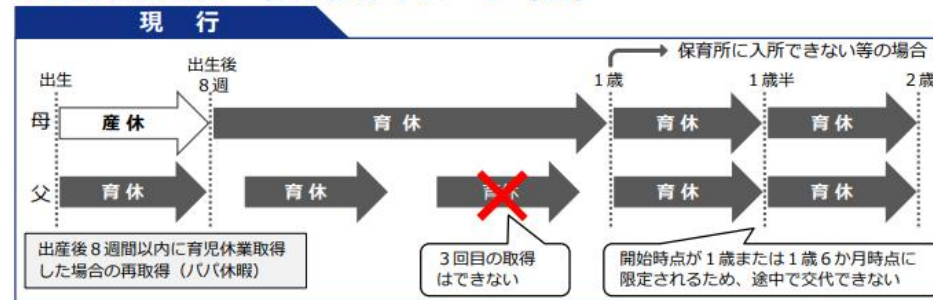 現 行
保育所に入所できない等の場合
出生
出生後
8週
1歳
1歳半
2歳
母
産休
育 休
育休
育休
父
育休
育休
育休
育休
育休
出産後8週間以内に育児休業取得
した場合の再取得（パパ休暇）
3回目の取得
はできない
開始時点が1歳または1歳6か月時点に
限定されるため、途中で交代できない